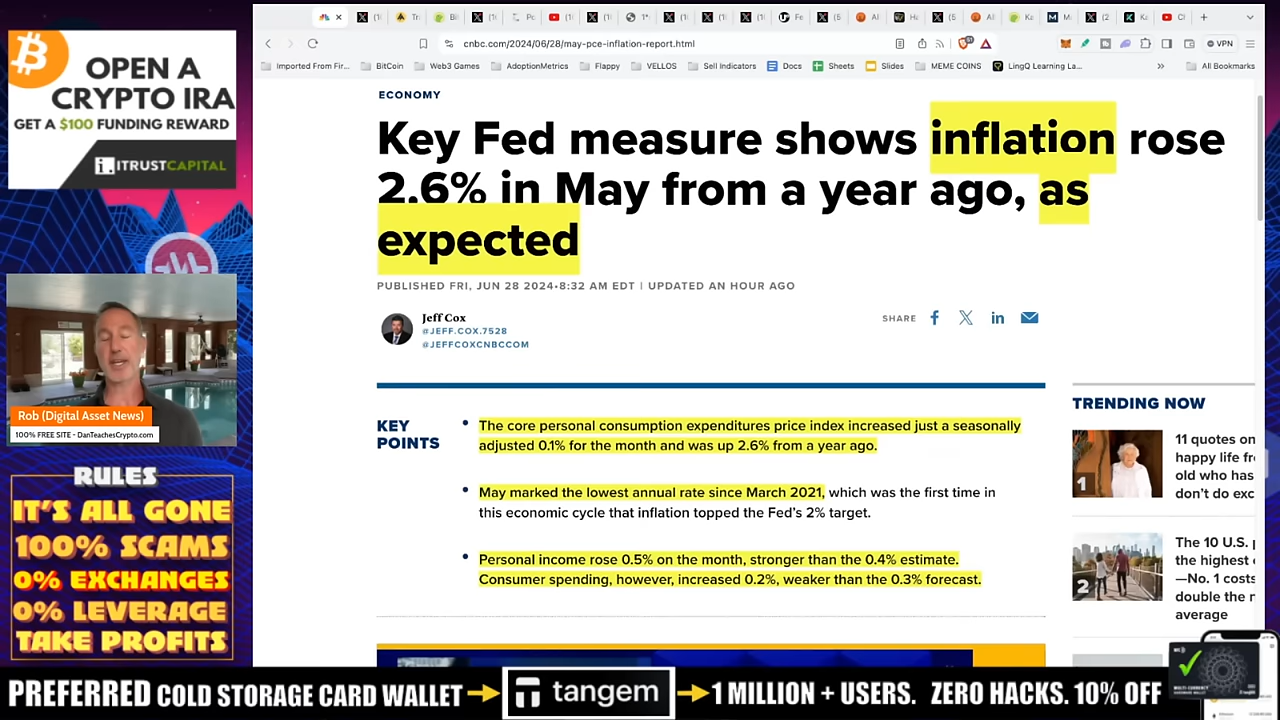 OPEN A
CRYPTO IRA
GET A $100 FUNDING REWARD
i.ITRUSTCAPITAL
Rob (Digital Asset News)
100% FREE SITE - DanTeachesCrypto.com
RULES
IT'S ALL GONE
100% SCAMS
0% EXCHANGES
0% LEVERAGE
TAKE PROFITS
cnbc.com/2024/06/28/may-pce-inflation-report.html
VPN
Imported From Fir...
BitCoin
Web3 Games
AdoptionMetrics
Flappy
VELLOS
Sell Indicators
Docs
Sheets
Slides
MEME COINS
LingQ Learning La...
All Bookmarks
ECONOMY
Key Fed measure shows inflation rose
2.6% in May from a year ago, as
expected
PUBLISHED FRI, JUN 28 2024•8:32 AM EDT | UPDATED AN HOUR AGO
Jeff Cox
@JEFF.COX.7528
@JEFFCOXCNBCCOM
SHARE
KEY
POINTS
The core personal consumption expenditures price index increased just a seasonally
adjusted 0.1% for the month and was up 2.6% from a year ago.
May marked the lowest annual rate since March 2021, which was the first time in
this economic cycle that inflation topped the Fed's 2% target.
Personal income rose 0.5% on the month, stronger than the 0.4% estimate.
Consumer spending, however, increased 0.2%, weaker than the 0.3% forecast.
TRENDING NOW
1
11 quotes on
happy life fr
old who has
don't do exc
2
The 10 U.S.
the highest
—No. 1 costs
double the n
average
PREFERRED COLD STORAGE CARD WALLET
tangem
1 MILLION + USERS. ZERO HACKS. 10% OFF